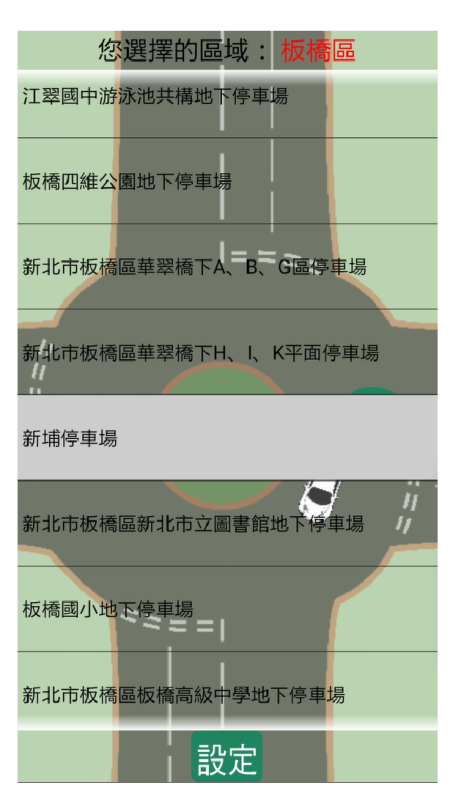 您選擇的區域：板橋區
江翠國中游泳池共構地下停車場
板橋四維公園地下停車場
新北市板橋區華翠橋下A、B、G區停車場
新北市板橋區華翠橋下H、I、K平面停車場
新埔停車場
新北市板橋區新北市立圖書館地下停車場
板橋國小地下停車場
新北市板橋區板橋高級中學地下停車場
設定